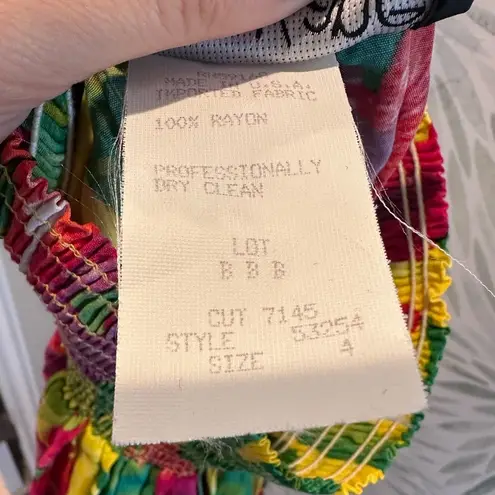 MADE IN U.S.A.
IMPORTED FABRIC
100% RAYON
PROFESSIONALLY
DRY CLEAN
LOT
B B B
CUT 7145
STYLE 53254
SIZE 4